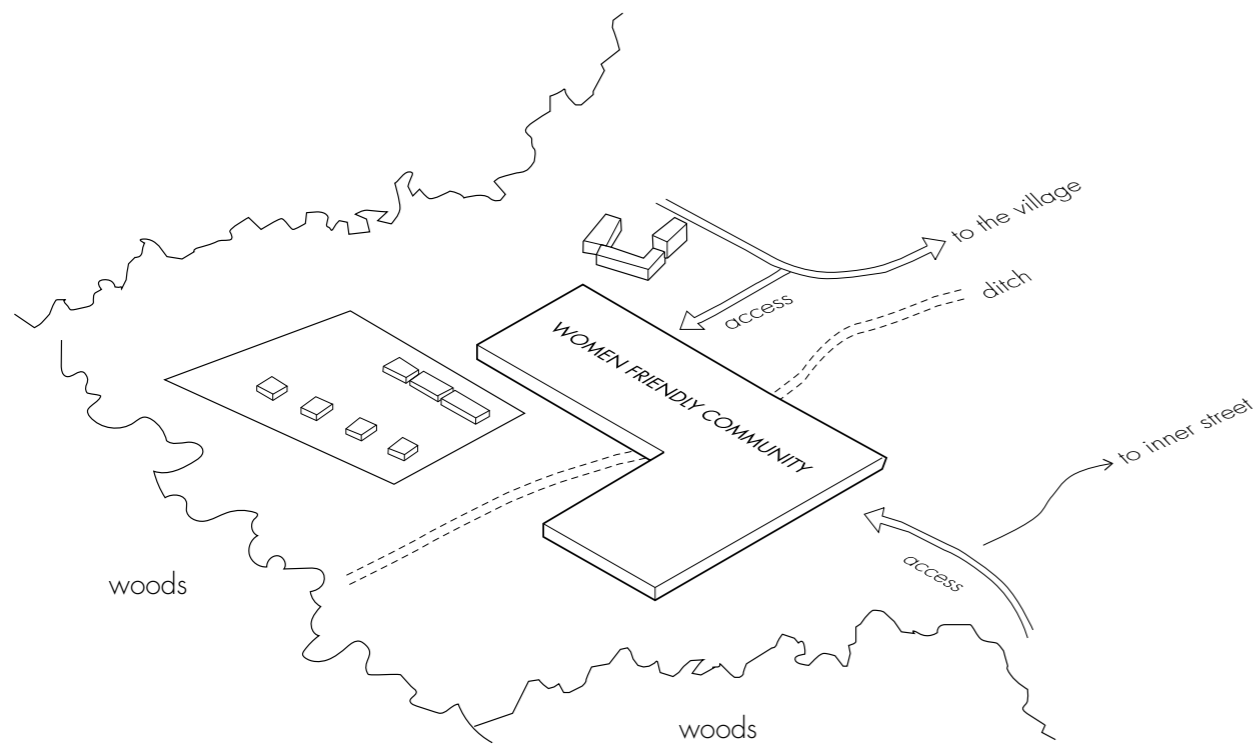 to the village
ditch
access
WOMEN FRIENDLY COMMUNITY
to inner street
access
woods
woods